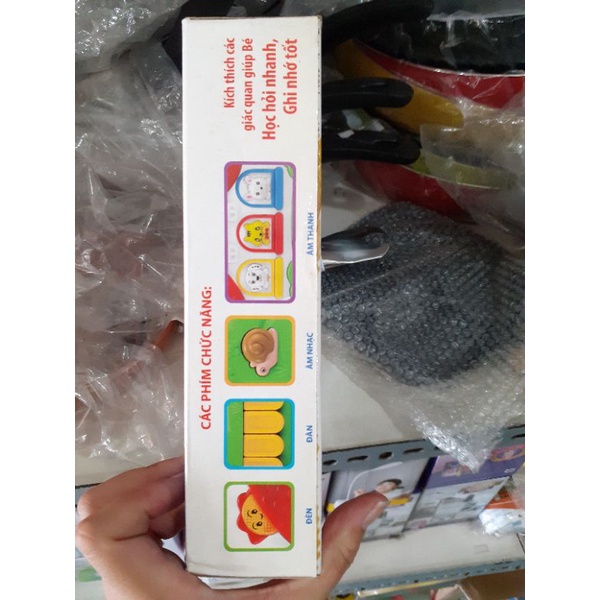 CÁC PHÍM CHỨC NĂNG:
ĐÈN
ĐÀN
ÂM NHẠC
ÂM THANH
Kích thích các
giác quan giúp Bé
Học hỏi nhanh,
Ghi nhớ tốt